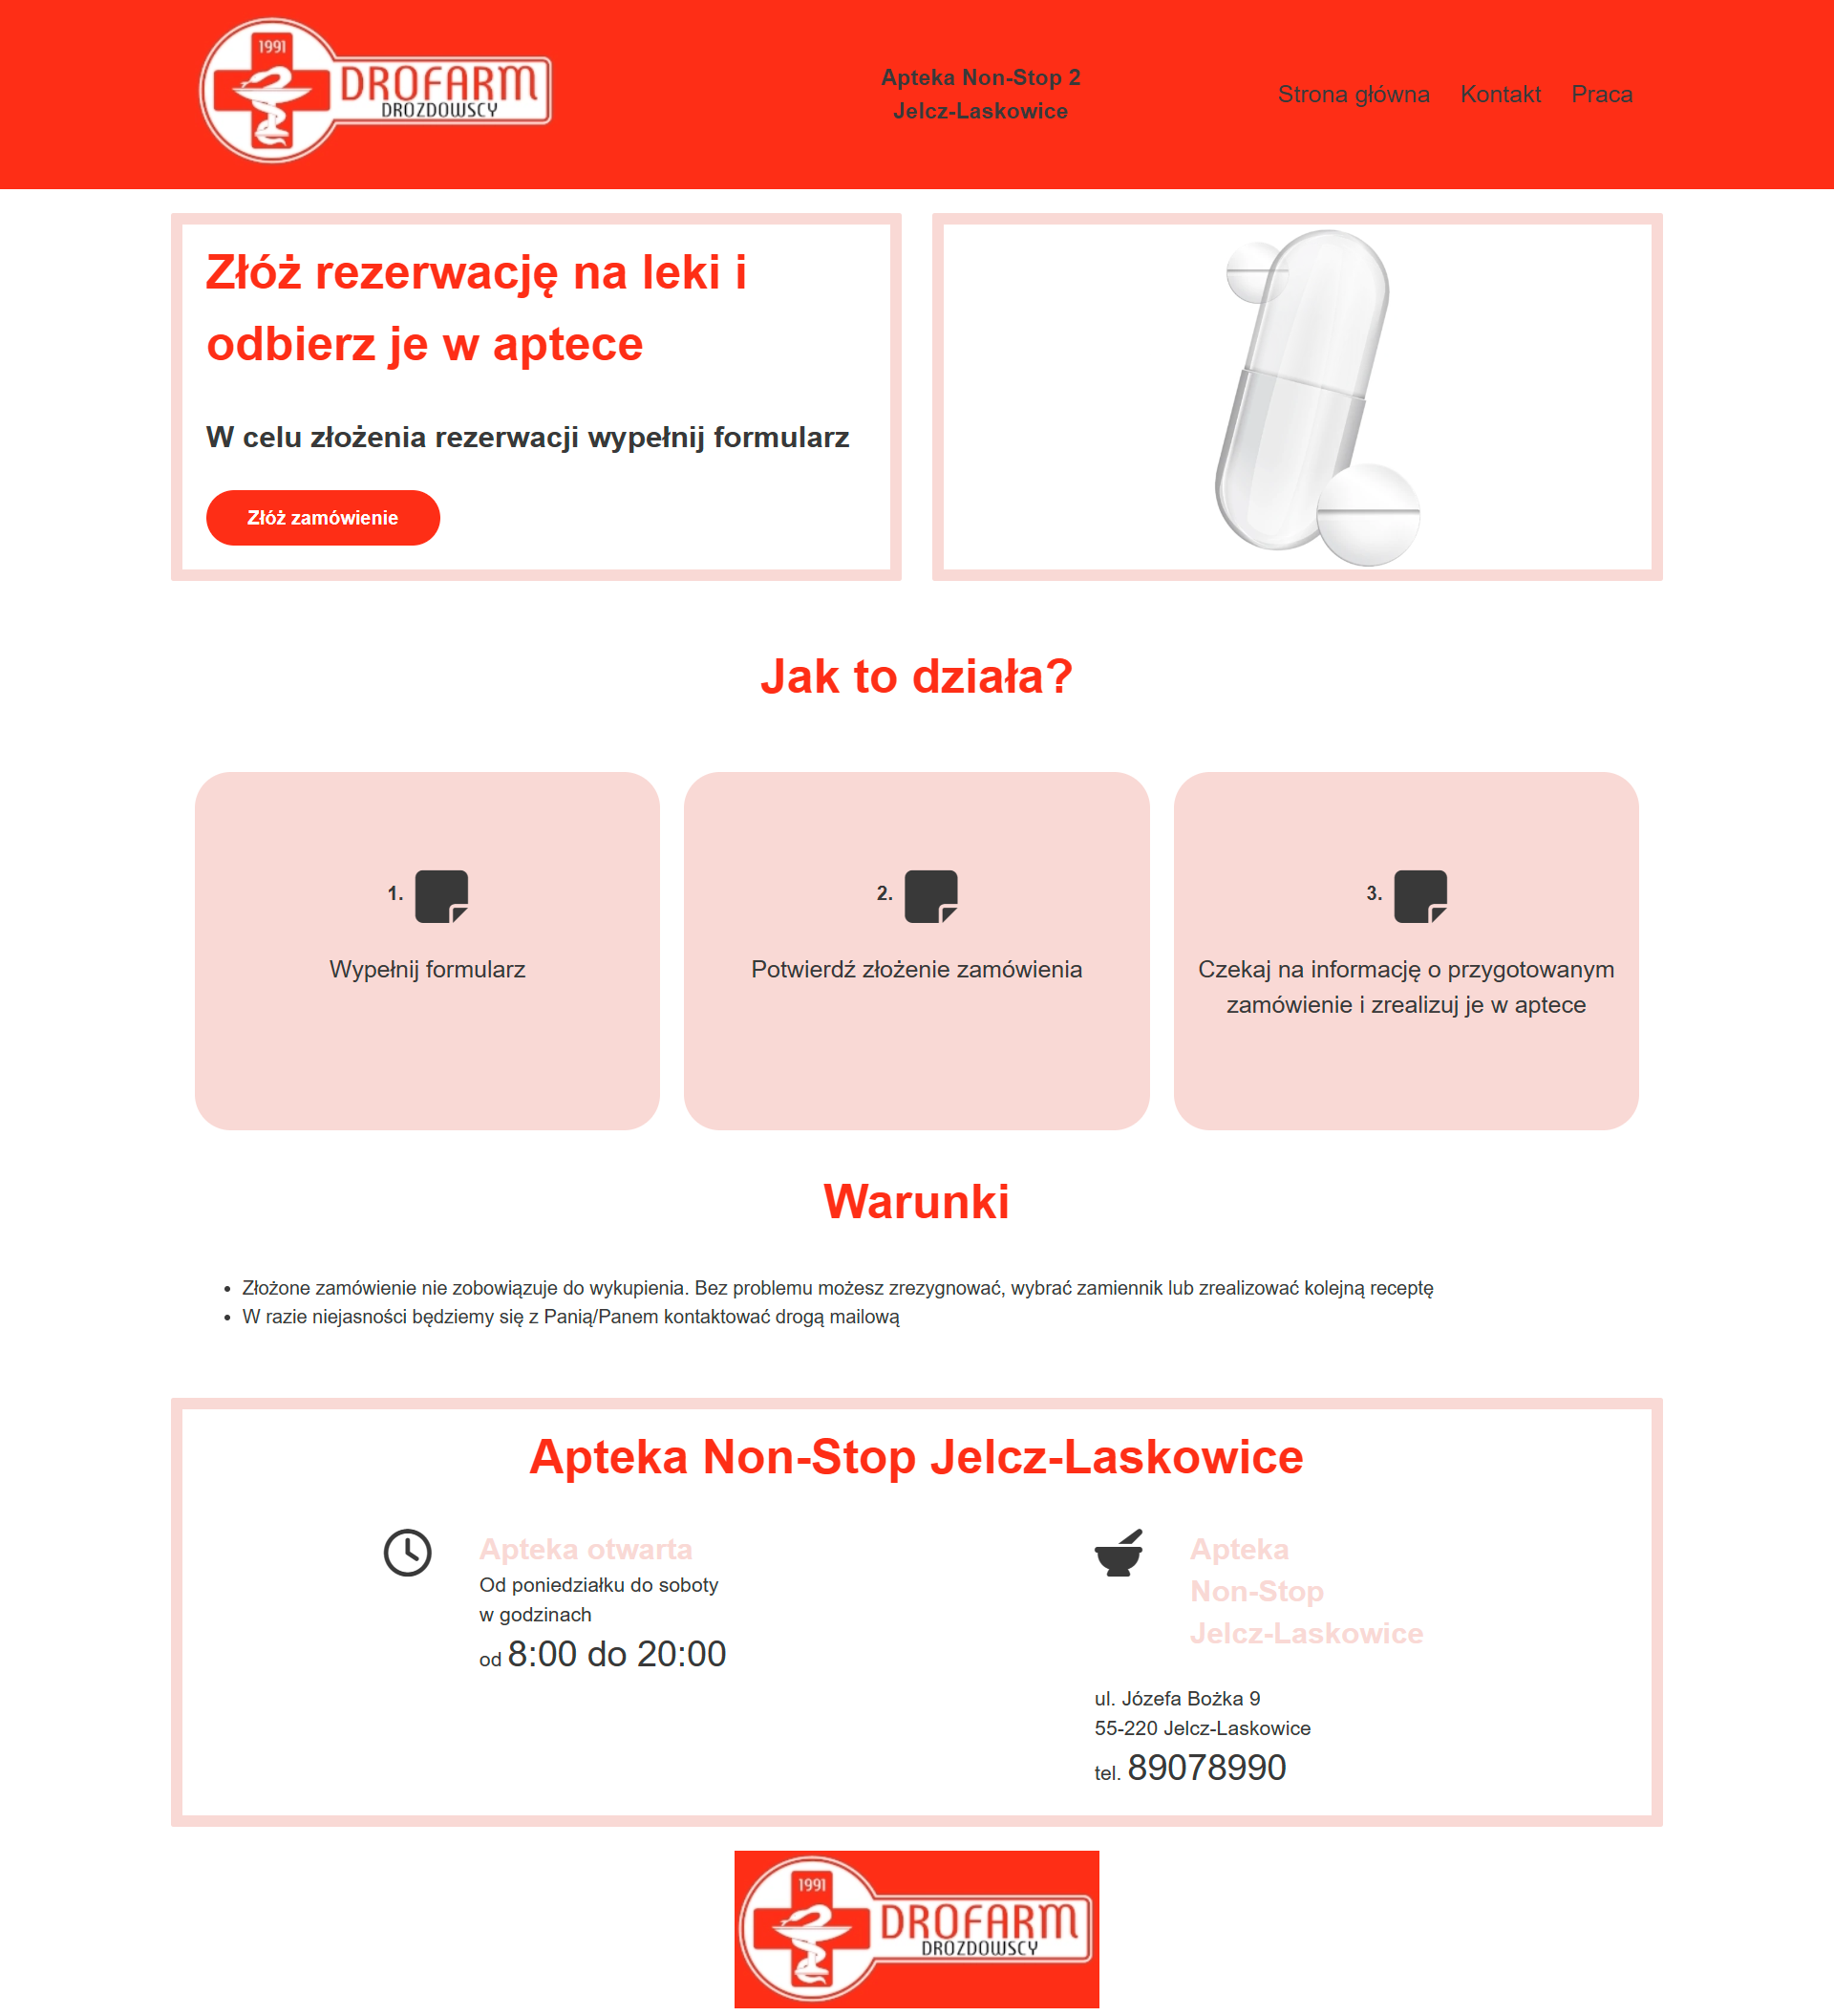 1991
DROFARM
DROZDOWSCY
Apteka Non-Stop 2
Jelcz-Laskowice
Strona główna Kontakt Praca
Złóż rezerwację na leki i
odbierz je w aptece
W celu złożenia rezerwacji wypełnij formularz
Złóż zamówienie
Jak to działa?
1.
Wypełnij formularz
2.
Potwierdź złożenie zamówienia
3.
Czekaj na informację o przygotowanym
zamówienie i zrealizuj je w aptece
Warunki
• Złożone zamówienie nie zobowiązuje do wykupienia. Bez problemu możesz zrezygnować, wybrać zamiennik lub zrealizować kolejną receptę
• W razie niejasności będziemy się z Panią/Panem kontaktować drogą mailową
Apteka Non-Stop Jelcz-Laskowice
Apteka otwarta
Od poniedziałku do soboty
w godzinach
od 8:00 do 20:00
Apteka
Non-Stop
Jelcz-Laskowice
ul. Józefa Bożka 9
55-220 Jelcz-Laskowice
tel. 89078990
1991
DROFARM
DROZDOWSCY